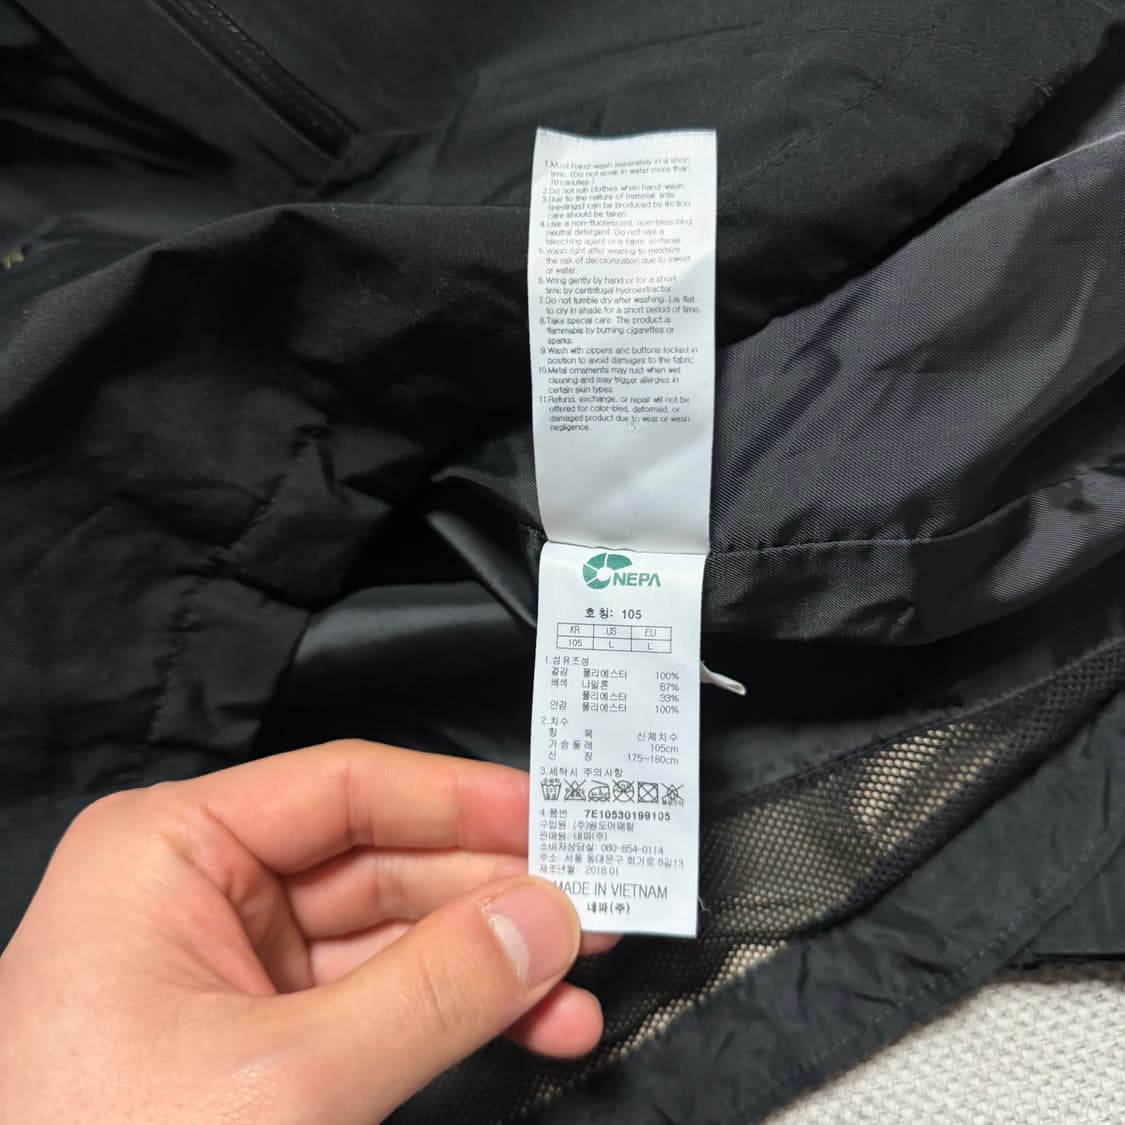 1.Must hand-wash separately in a short
time. (Do not soak in water more than
10 minutes.)
2.Do not rub clothes when hand-wash.
3.Due to the nature of material, lints
(peelings) can be produced by friction
care should be taken.
4.Use a non-fluorescent, non-bleaching
neutral detergent. Do not use a
bleaching agent or a fabric softener.
5.Wash right after wearing to minimize
the risk of decolorization due to sweet
or water.
6.Wring gently by hand or for a short
time by centrifugal hydroextractor.
7.Do not tumble dry after washing. Lie flat
to dry in shade for a short period of time.
8.Take special care. The product is
flammable by burning cigarettes or
sparks.
9.Wash with zippers and buttons locked in
position to avoid damages to the fabric.
10.Metal ornaments may rust when wet
cleaning and may trigger allergies in
certain skin types.
11.Refund, exchange, or repair will not be
offered for color-bled, deformed, or
damaged product due to wear or wash
negligence.
NEPA
호칭: 105
KR US EU
105 L L
1.섬유조성
겉감 폴리에스터 100%
배색 나일론 67%
폴리에스터 33%
안감 폴리에스터 100%
2.치수
항 목 신체치수
가슴둘레 105cm
신 장 175~180cm
3.세탁시 주의사항
4.품번 7E10530199105
수입원: (주)원도어패럴
판매원: 네파(주)
소비자상담실: 080-854-0114
주소: 서울 동대문구 회기로 8길13
제조년월: 2018.01
MADE IN VIETNAM
네파(주)